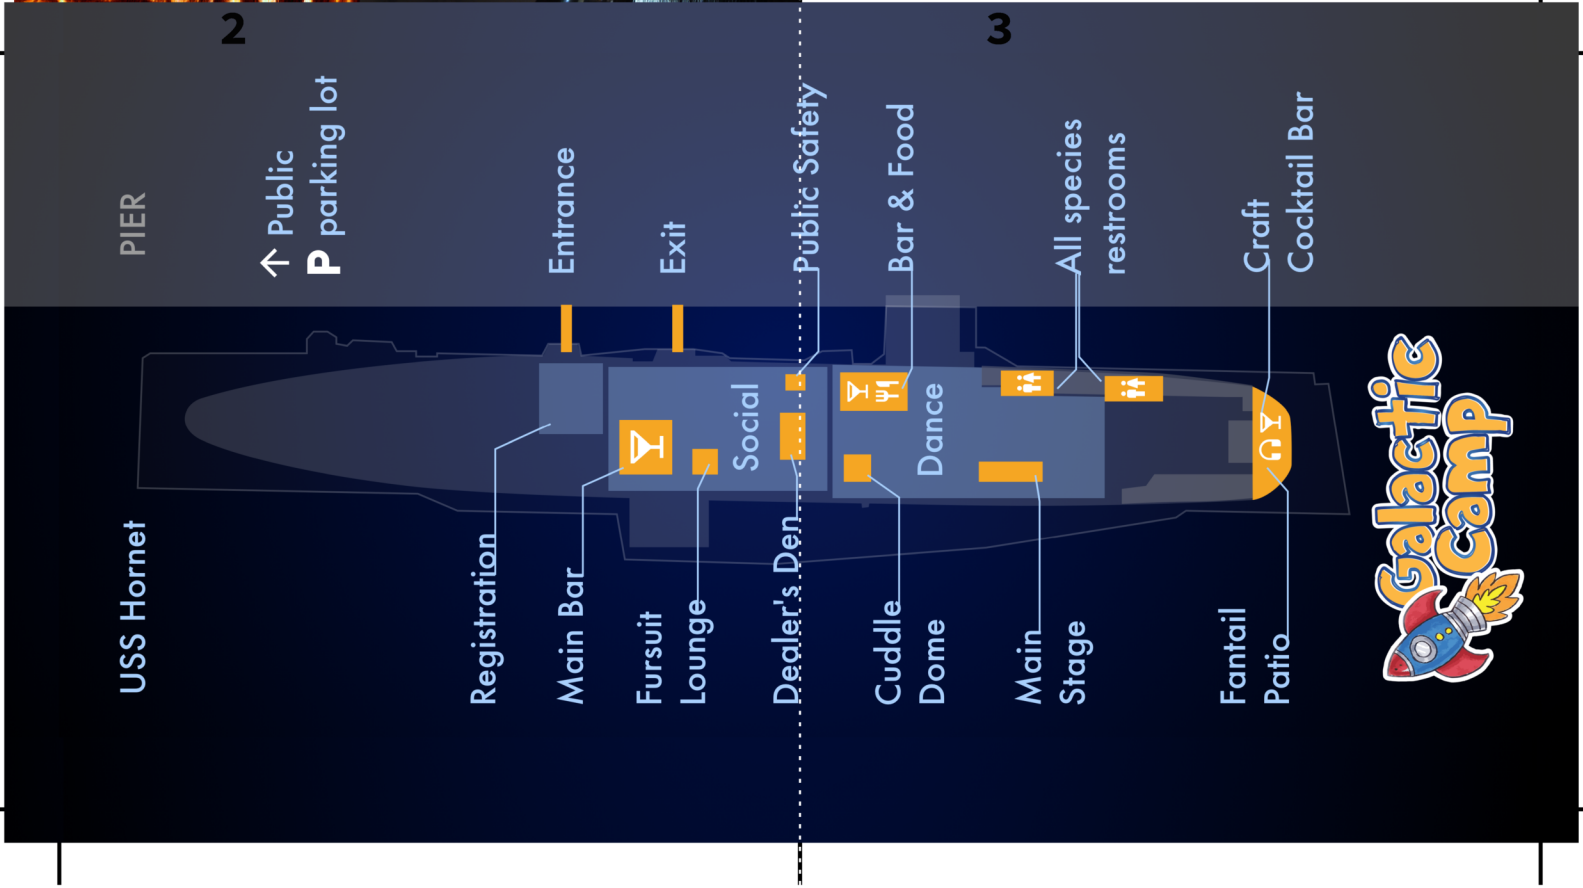 2
3
PIER
Public
P parking lot
Entrance
Exit
Public Safety
Bar & Food
All species
restrooms
Craft
Cocktail Bar
Social
Dance
USS Hornet
Registration
Main Bar
Fursuit
Lounge
Dealer's Den
Cuddle
Dome
Main
Stage
Fantail
Patio
Galactic
Camp